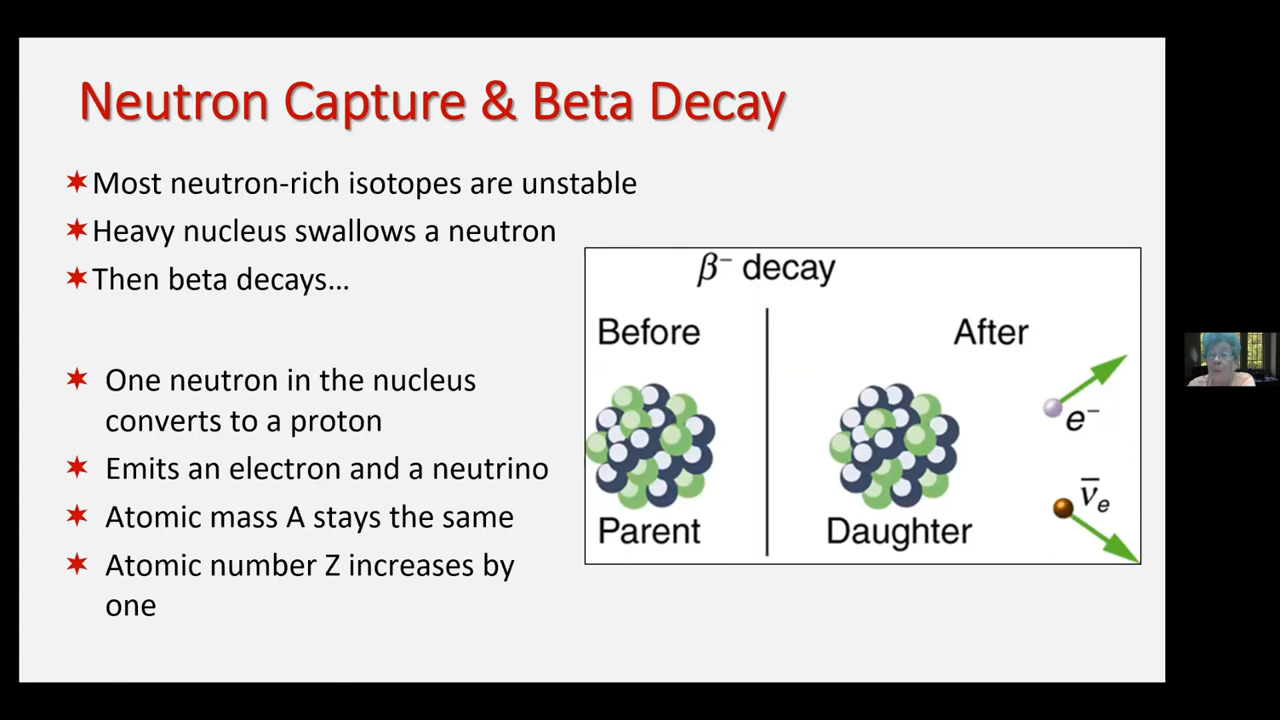 Neutron Capture & Beta Decay
✶Most neutron-rich isotopes are unstable
✶Heavy nucleus swallows a neutron
✶Then beta decays…
✶ One neutron in the nucleus
converts to a proton
✶ Emits an electron and a neutrino
✶ Atomic mass A stays the same
✶ Atomic number Z increases by
one
β⁻ decay
Before
After
e⁻
ν̅ₑ
Parent
Daughter